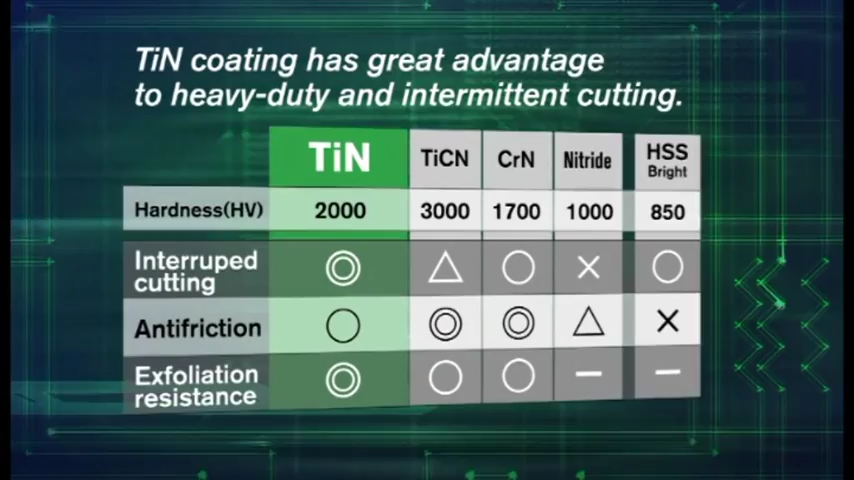 TiN coating has great advantage
to heavy-duty and intermittent cutting.
TiN TiCN CrN Nitride HSS
Bright
Hardness(HV) 2000 3000 1700 1000 850
Interruped
cutting ◎ △ ○ × ○
Antifriction ○ ◎ ◎ △ ×
Exfoliation
resistance ◎ ○ ○ — —